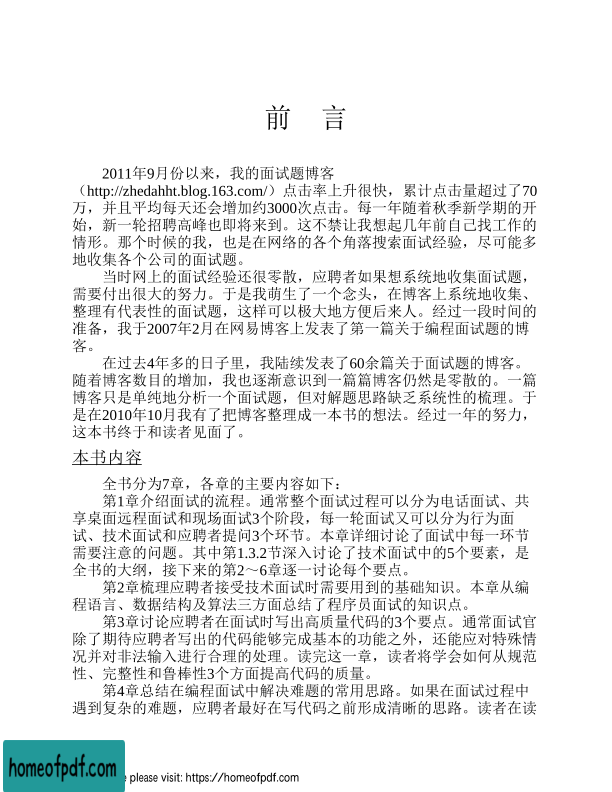 前 言
2011年9月份以来，我的面试题博客
（http://zhedahht.blog.163.com/）点击率上升很快，累计点击量超过了70
万，并且平均每天还会增加约3000次点击。每一年随着秋季新学期的开
始，新一轮招聘高峰也即将来到。这不禁让我想起几年前自己找工作的
情形。那个时候的我，也是在网络的各个角落搜索面试经验，尽可能多
地收集各个公司的面试题。
当时网上的面试经验还很零散，应聘者如果想系统地收集面试题，
需要付出很大的努力。于是我萌生了一个念头，在博客上系统地收集、
整理有代表性的面试题，这样可以极大地方便后来人。经过一段时间的
准备，我于2007年2月在网易博客上发表了第一篇关于编程面试题的博
客。
在过去4年多的日子里，我陆续发表了60余篇关于面试题的博客。
随着博客数目的增加，我也逐渐意识到一篇篇博客仍然是零散的。一篇
博客只是单纯地分析一个面试题，但对解题思路缺乏系统性的梳理。于
是在2010年10月我有了把博客整理成一本书的想法。经过一年的努力，
这本书终于和读者见面了。
本书内容
全书分为7章，各章的主要内容如下：
第1章介绍面试的流程。通常整个面试过程可以分为电话面试、共
享桌面远程面试和现场面试3个阶段，每一轮面试又可以分为行为面
试、技术面试和应聘者提问3个环节。本章详细讨论了面试中每一环节
需要注意的问题。其中第1.3.2节深入讨论了技术面试中的5个要素，是
全书的大纲，接下来的第2～6章逐一讨论每个要点。
第2章梳理应聘者接受技术面试时需要用到的基础知识。本章从编
程语言、数据结构及算法三方面总结了程序员面试的知识点。
第3章讨论应聘者在面试时写出高质量代码的3个要点。通常面试官
除了期待应聘者写出的代码能够完成基本的功能之外，还能应对特殊情
况并对非法输入进行合理的处理。读完这一章，读者将学会如何从规范
性、完整性和鲁棒性3个方面提高代码的质量。
第4章总结在编程面试中解决难题的常用思路。如果在面试过程中
遇到复杂的难题，应聘者最好在写代码之前形成清晰的思路。读者在读
homeofpdf.com
please visit: https://homeofpdf.com